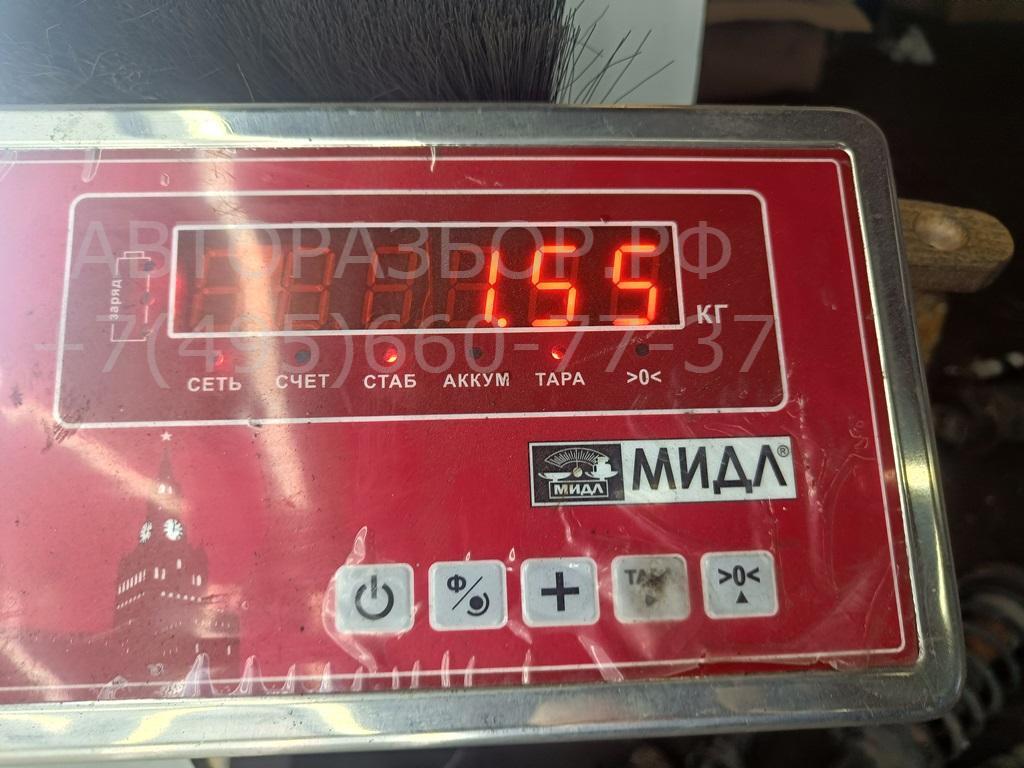 АВТОРАЗБОР.РФ
+7(495)660-77-37
заряд
1.55
КГ
СЕТЬ СЧЕТ СТАБ АККУМ ТАРА >0<
МИДЛ МИДЛ®
Ф ТАРА >0<